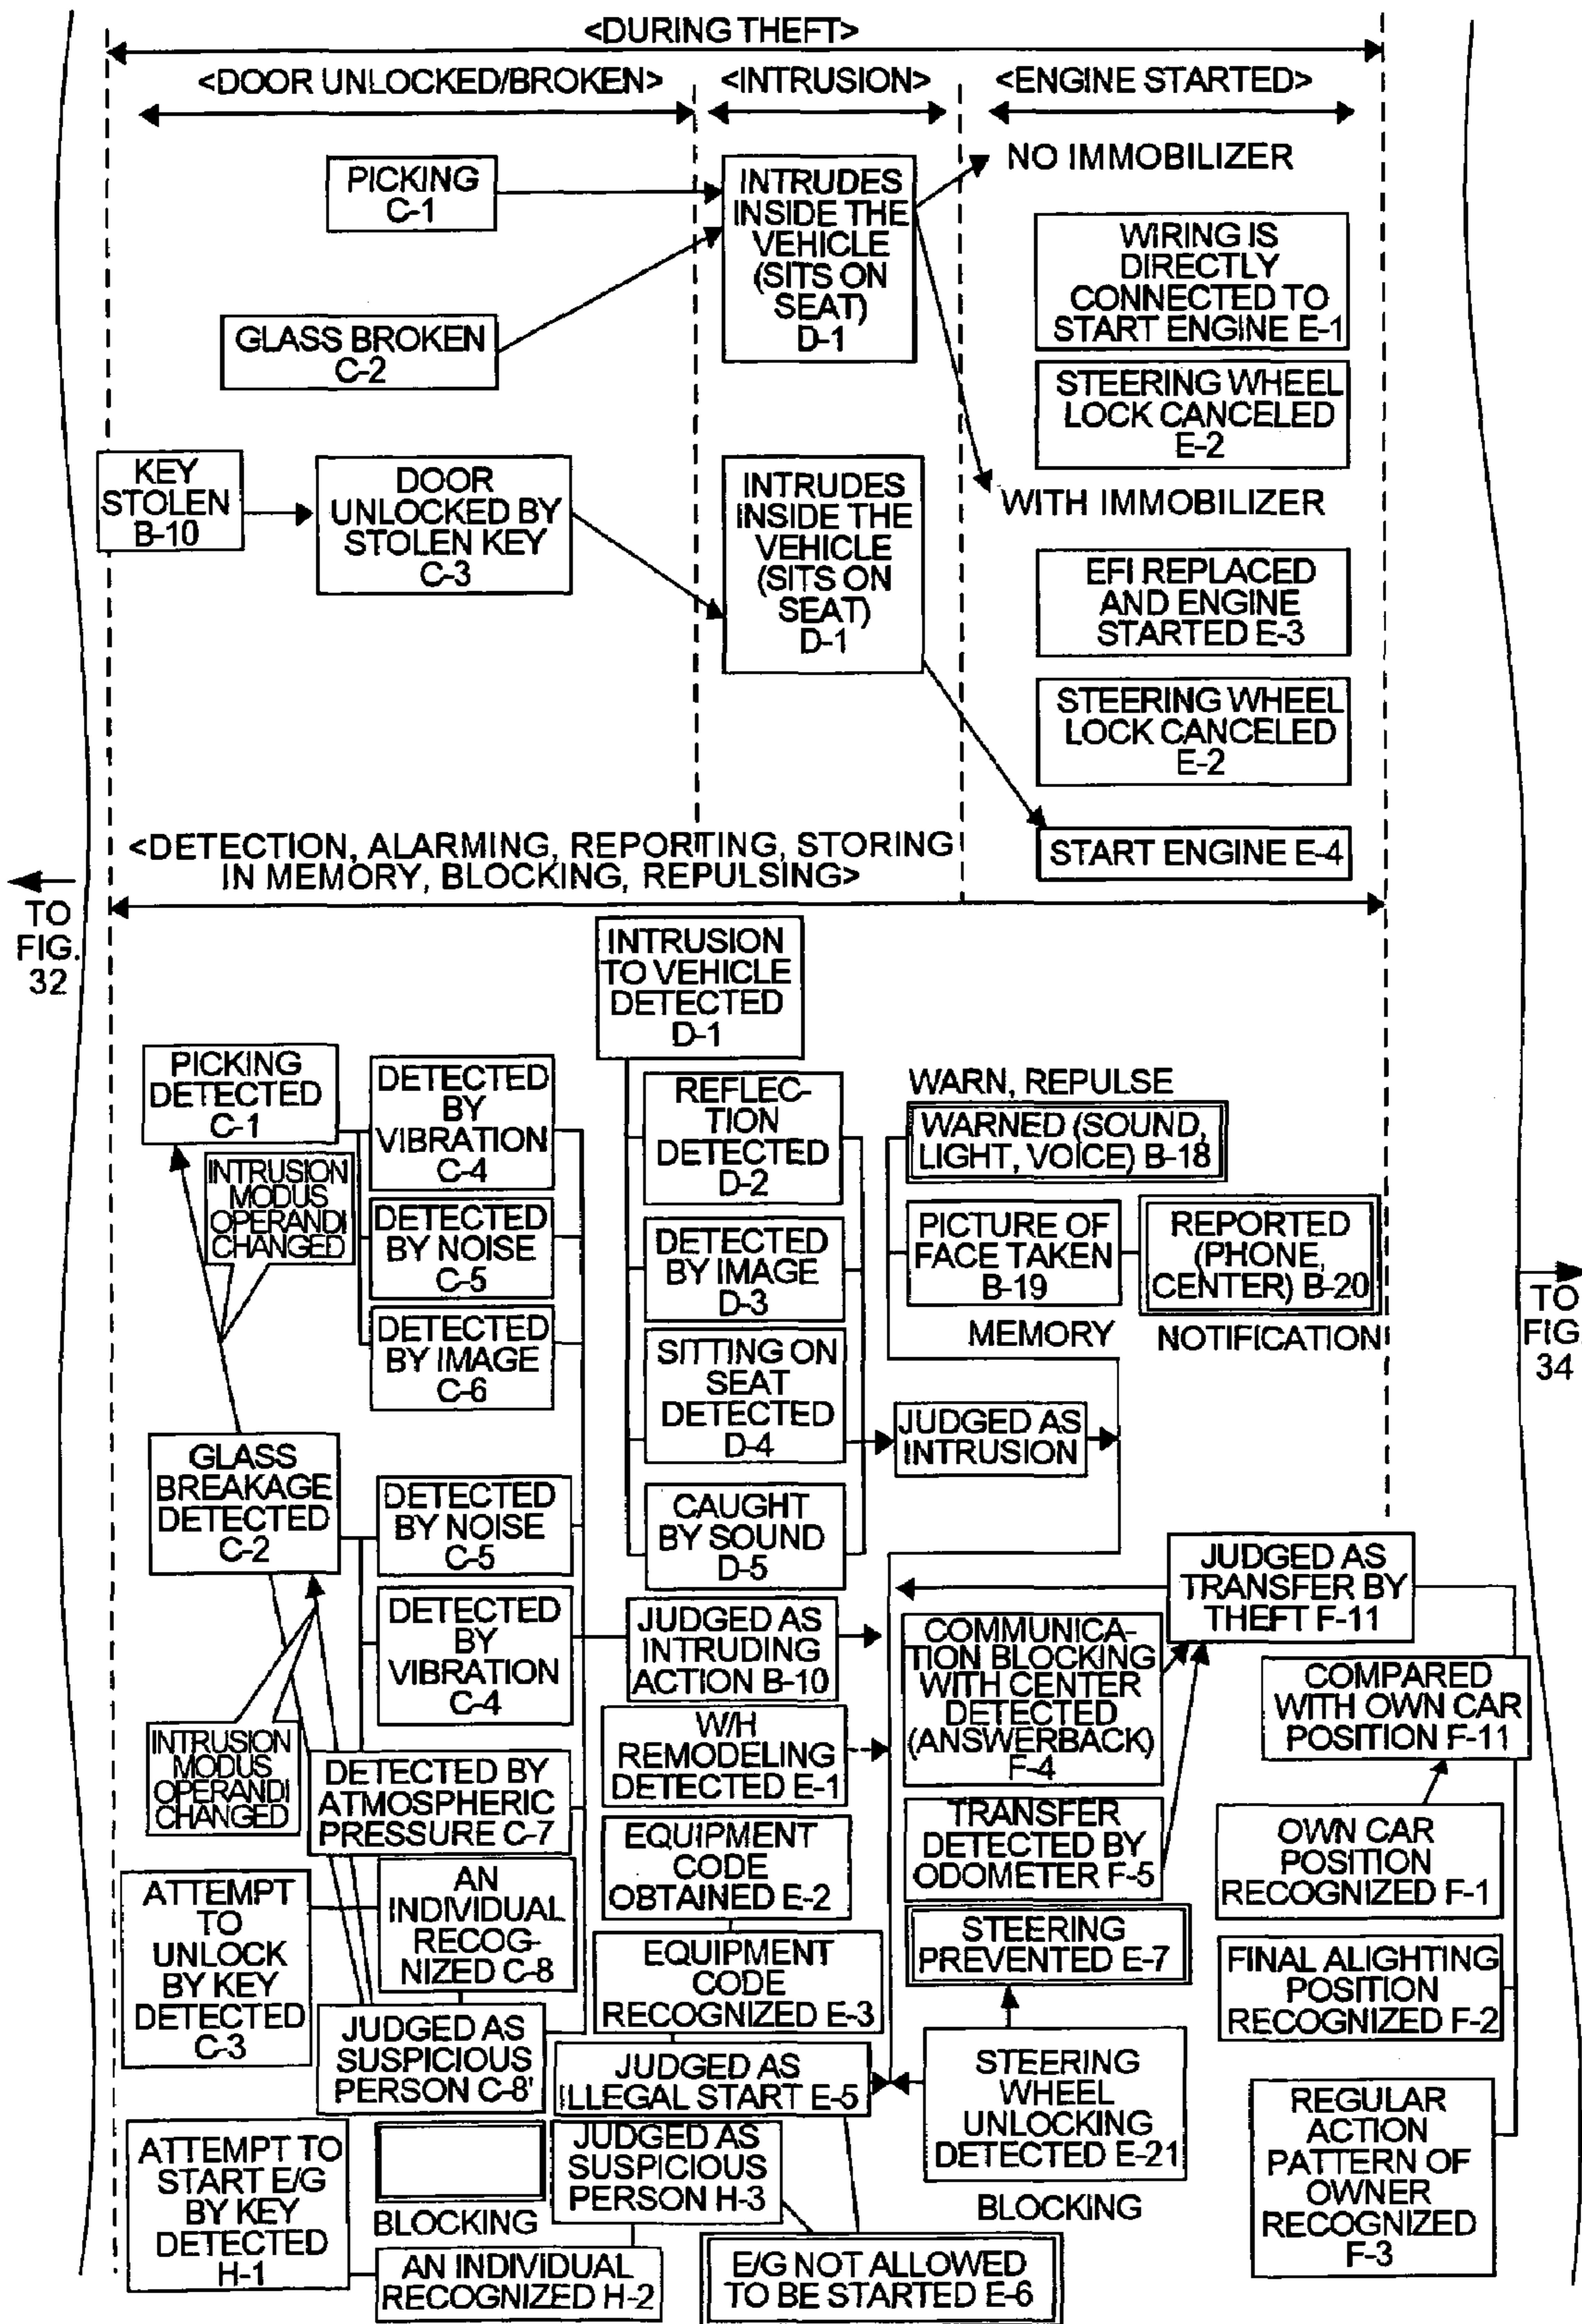 <DURING THEFT>
<DOOR UNLOCKED/BROKEN>
<INTRUSION>
<ENGINE STARTED>
PICKING
C-1
INTRUDES
INSIDE THE
VEHICLE
(SITS ON
SEAT)
D-1
NO IMMOBILIZER
WIRING IS
DIRECTLY
CONNECTED TO
START ENGINE E-1
GLASS BROKEN
C-2
STEERING WHEEL
LOCK CANCELED
E-2
KEY
STOLEN
B-10
DOOR
UNLOCKED BY
STOLEN KEY
C-3
INTRUDES
INSIDE THE
VEHICLE
(SITS ON
SEAT)
D-1
WITH IMMOBILIZER
EFI REPLACED
AND ENGINE
STARTED E-3
STEERING WHEEL
LOCK CANCELED
E-2
START ENGINE E-4
<DETECTION, ALARMING, REPORTING, STORING
IN MEMORY, BLOCKING, REPULSING>
TO
FIG.
32
INTRUSION
TO VEHICLE
DETECTED
D-1
PICKING
DETECTED
C-1
DETECTED
BY
VIBRATION
C-4
REFLEC-
TION
DETECTED
D-2
WARN, REPULSE
WARNED (SOUND,
LIGHT, VOICE) B-18
INTRUSION
MODUS
OPERANDI
CHANGED
DETECTED
BY NOISE
C-5
DETECTED
BY IMAGE
D-3
PICTURE OF
FACE TAKEN
B-19
REPORTED
(PHONE,
CENTER) B-20
MEMORY
NOTIFICATION
TO
FIG
34
DETECTED
BY IMAGE
C-6
SITTING ON
SEAT
DETECTED
D-4
JUDGED AS
INTRUSION
GLASS
BREAKAGE
DETECTED
C-2
DETECTED
BY NOISE
C-5
CAUGHT
BY SOUND
D-5
JUDGED AS
TRANSFER BY
THEFT F-11
DETECTED
BY
VIBRATION
C-4
JUDGED AS
INTRUDING
ACTION B-10
COMMUNICA-
TION BLOCKING
WITH CENTER
DETECTED
(ANSWERBACK)
F-4
COMPARED
WITH OWN CAR
POSITION F-11
INTRUSION
MODUS
OPERANDI
CHANGED
DETECTED BY
ATMOSPHERIC
PRESSURE C-7
W/H
REMODELING
DETECTED E-1
TRANSFER
DETECTED BY
ODOMETER F-5
OWN CAR
POSITION
RECOGNIZED F-1
EQUIPMENT
CODE
OBTAINED E-2
ATTEMPT
TO
UNLOCK
BY KEY
DETECTED
C-3
AN
INDIVIDUAL
RECOG-
NIZED C-8
STEERING
PREVENTED E-7
EQUIPMENT
CODE
RECOGNIZED E-3
FINAL ALIGHTING
POSITION
RECOGNIZED F-2
JUDGED AS
SUSPICIOUS
PERSON C-8'
JUDGED AS
ILLEGAL START E-5
STEERING
WHEEL
UNLOCKING
DETECTED E-21
BLOCKING
REGULAR
ACTION
PATTERN OF
OWNER
RECOGNIZED
F-3
ATTEMPT TO
START E/G
BY KEY
DETECTED
H-1
BLOCKING
JUDGED AS
SUSPICIOUS
PERSON H-3
AN INDIVIDUAL
RECOGNIZED H-2
E/G NOT ALLOWED
TO BE STARTED E-6